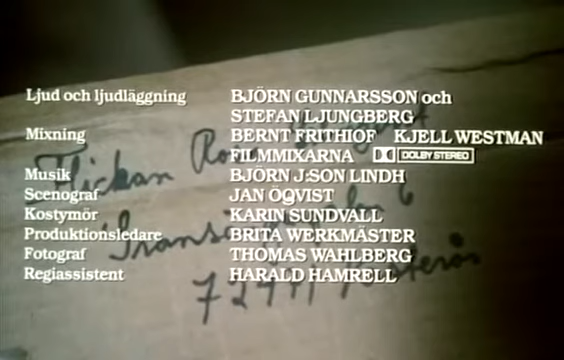 Ljud och ljudläggning BJÖRN GUNNARSSON och
STEFAN LJUNGBERG
Mixning BERNT FRITHIOF KJELL WESTMAN
FILMMIXARNA DOLBY STEREO
Musik BJÖRN J:SON LINDH
Scenograf JAN ÖQVIST
Kostymör KARIN SUNDVALL
Produktionsledare BRITA WERKMÄSTER
Fotograf THOMAS WAHLBERG
Regiassistent HARALD HAMRELL
Flickan